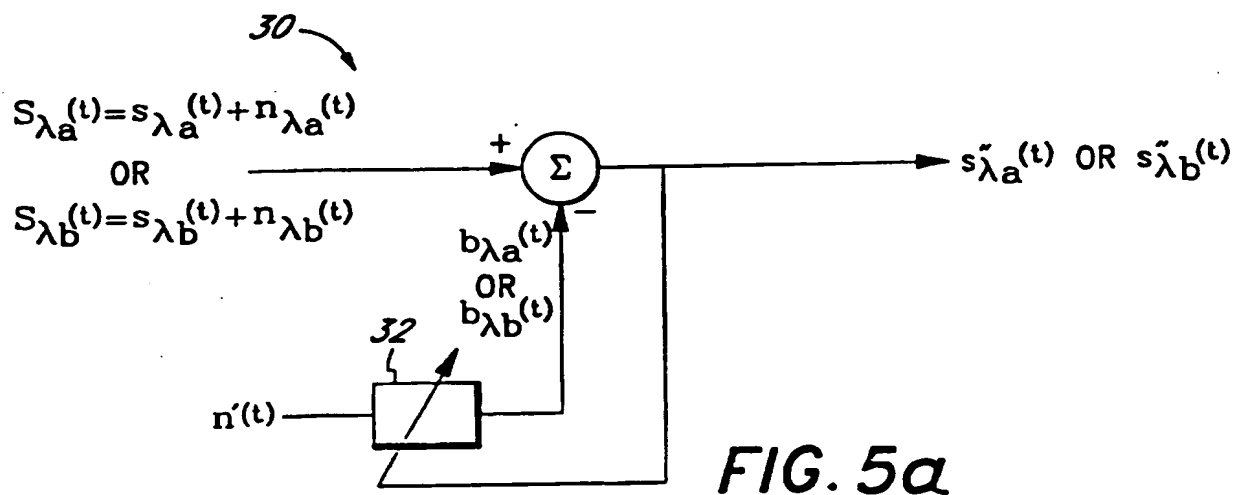 30
S_λa(t)=s_λa(t)+n_λa(t)
OR
S_λb(t)=s_λb(t)+n_λb(t)
+
Σ
−
s″_λa(t) OR s″_λb(t)
b_λa(t)
OR
b_λb(t)
32
n′(t)
FIG. 5a